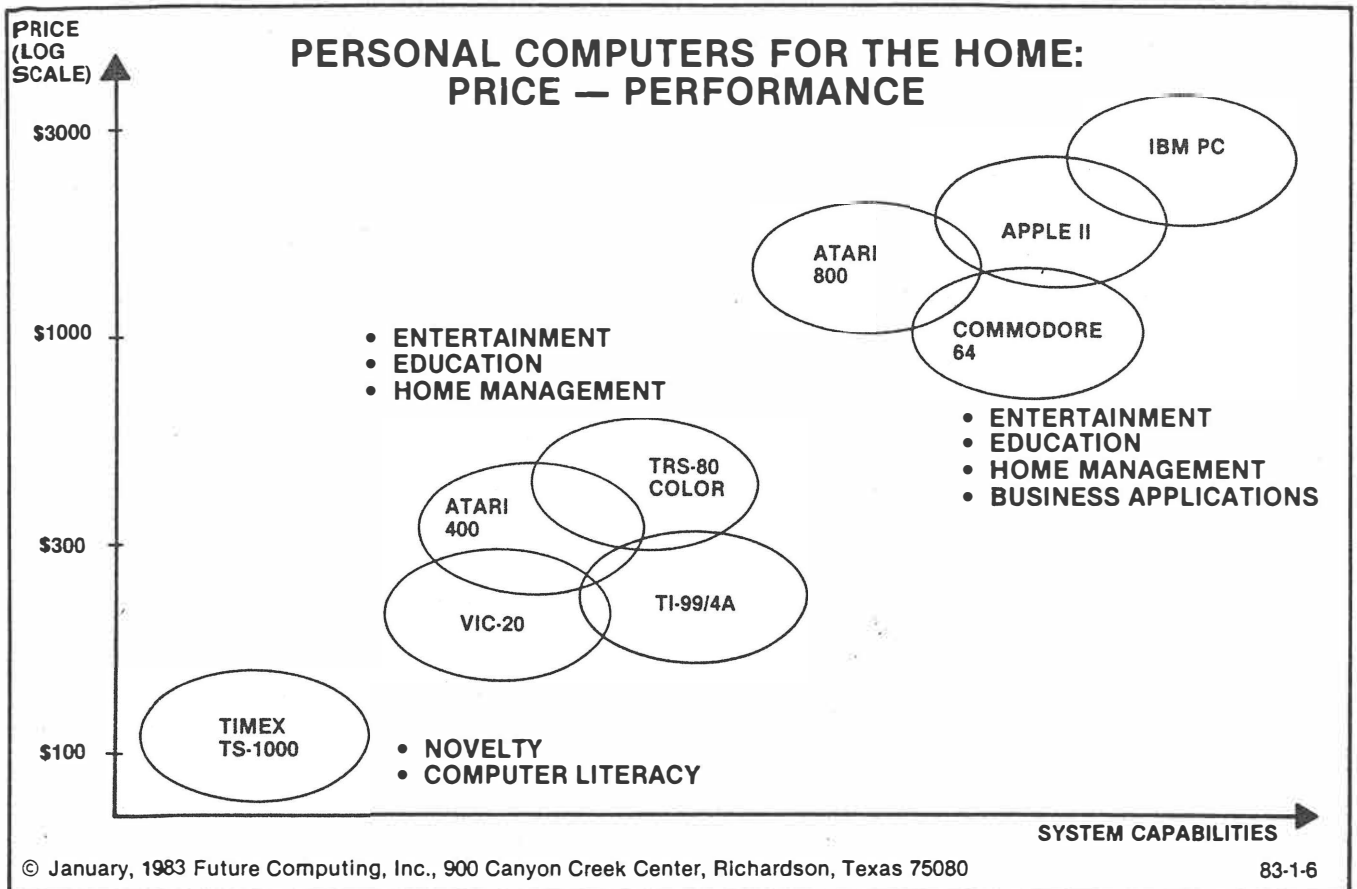 PRICE
(LOG
SCALE)
PERSONAL COMPUTERS FOR THE HOME:
PRICE — PERFORMANCE
$3000
IBM PC
APPLE II
ATARI
800
$1000
COMMODORE
64
• ENTERTAINMENT
• EDUCATION
• HOME MANAGEMENT
• ENTERTAINMENT
• EDUCATION
• HOME MANAGEMENT
• BUSINESS APPLICATIONS
TRS-80
COLOR
ATARI
400
$300
TI-99/4A
VIC-20
TIMEX
TS-1000
$100
• NOVELTY
• COMPUTER LITERACY
SYSTEM CAPABILITIES
© January, 1983 Future Computing, Inc., 900 Canyon Creek Center, Richardson, Texas 75080
83-1-6